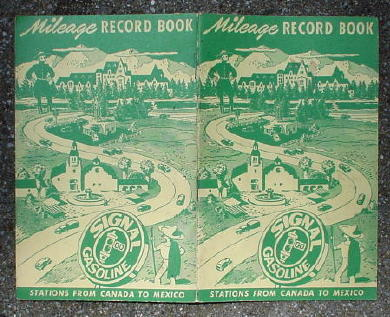 Mileage RECORD BOOK
SIGNAL
GASOLINE
STATIONS FROM CANADA TO MEXICO
Mileage RECORD BOOK
SIGNAL
GASOLINE
STATIONS FROM CANADA TO MEXICO